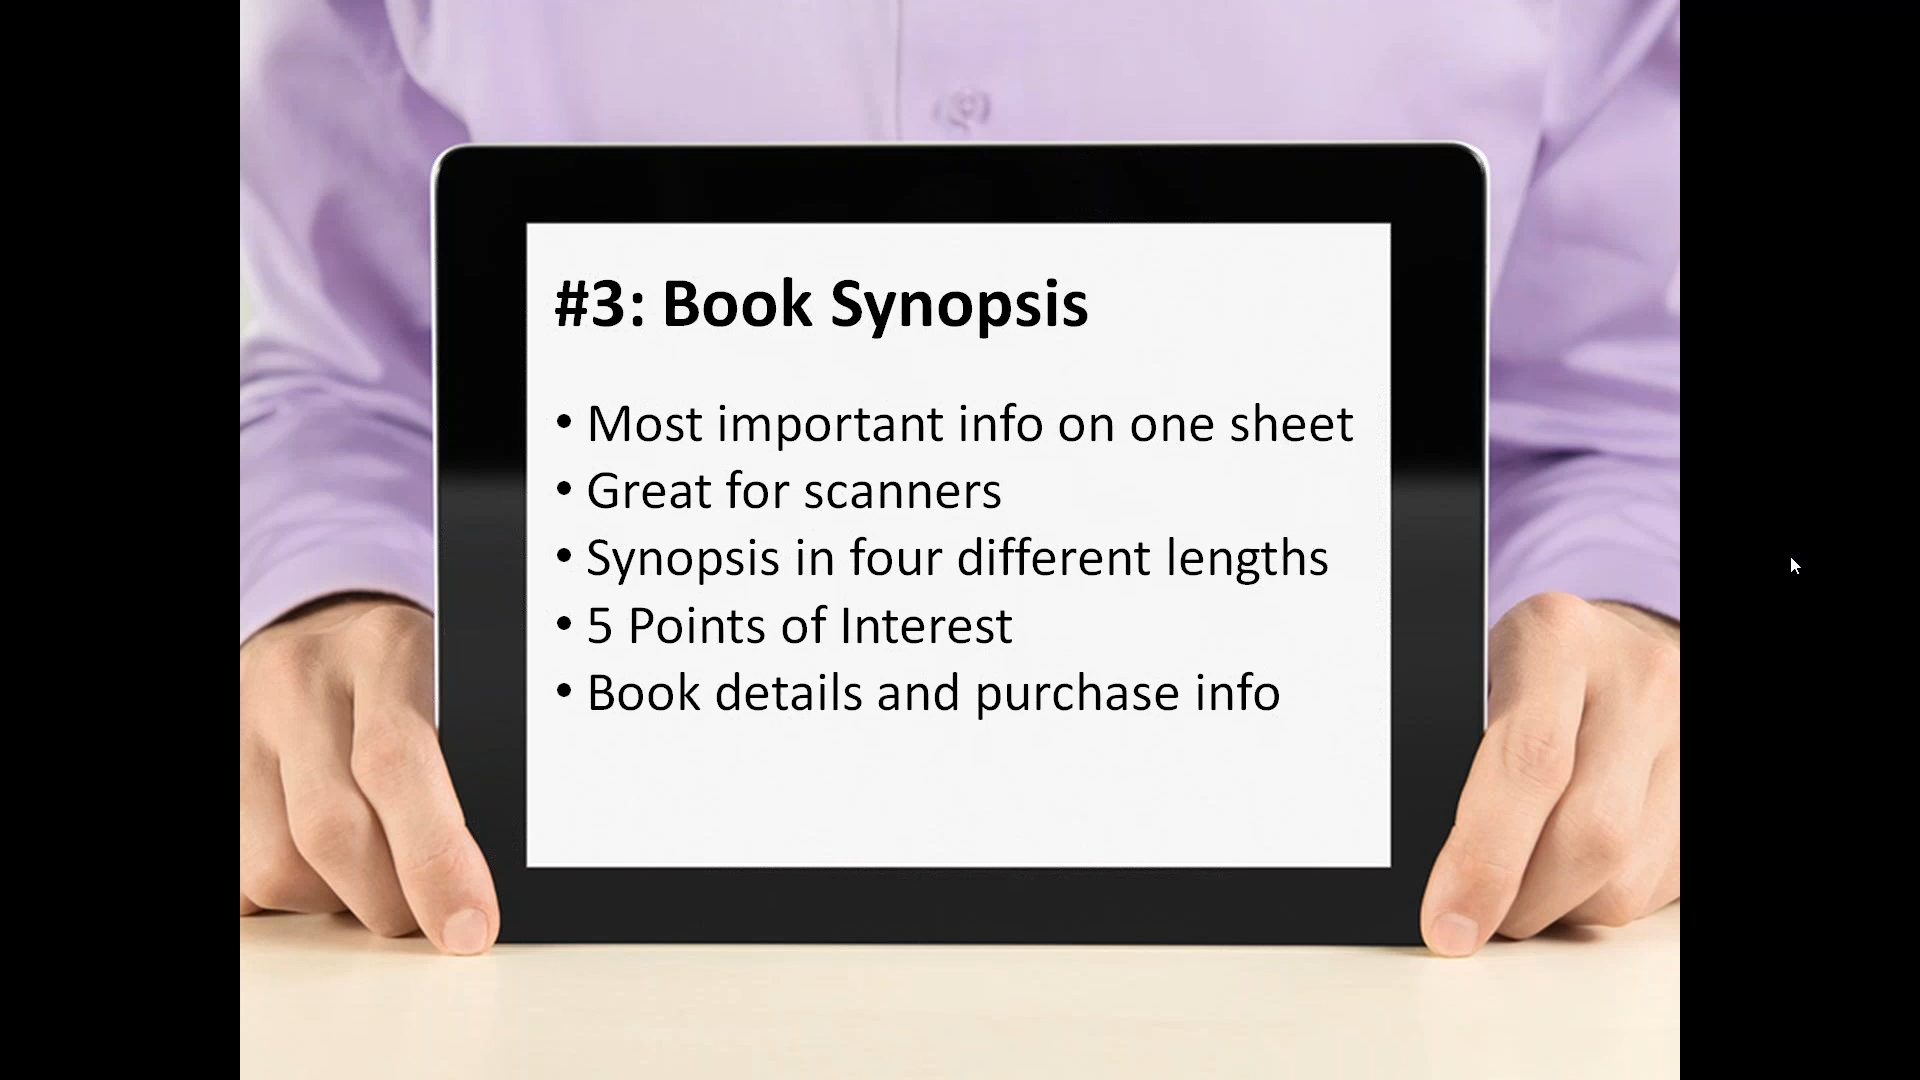 #3: Book Synopsis
• Most important info on one sheet
• Great for scanners
• Synopsis in four different lengths
• 5 Points of Interest
• Book details and purchase info